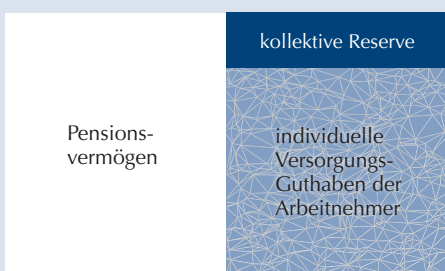 kollektive Reserve
Pensions-
vermögen
individuelle
Versorgungs-
Guthaben der
Arbeitnehmer